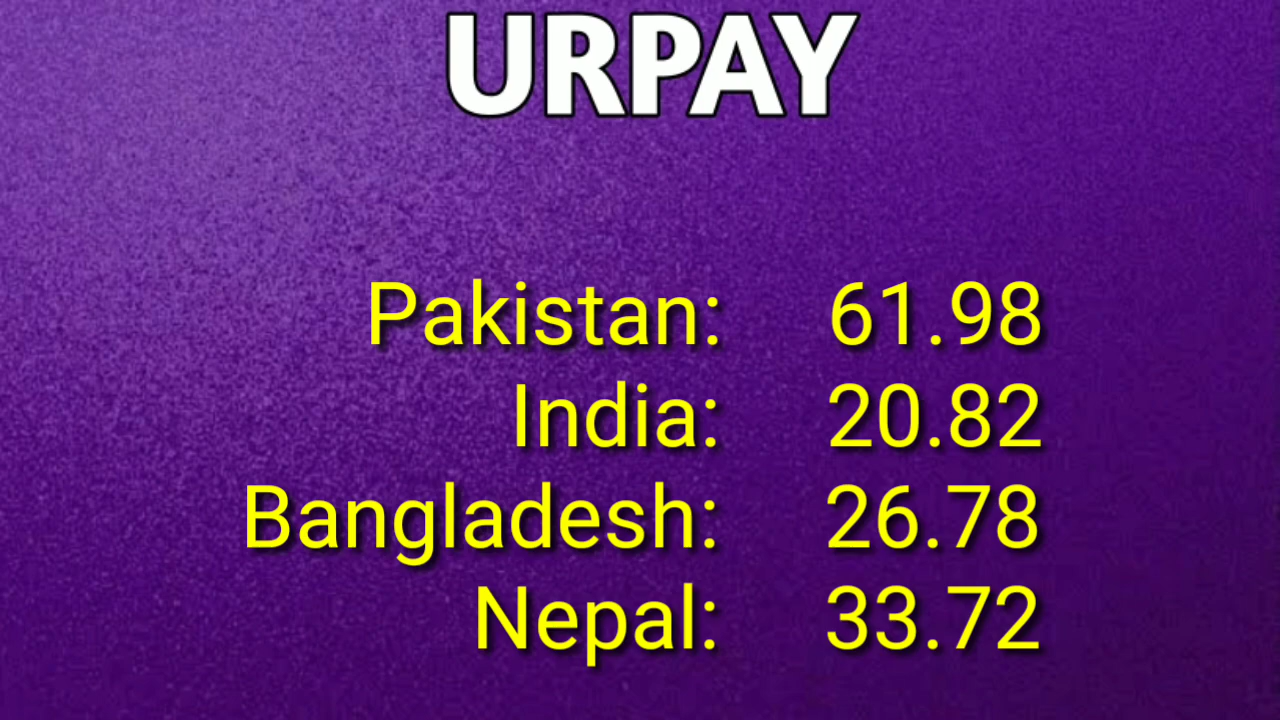 URPAY
Pakistan: 61.98
India: 20.82
Bangladesh: 26.78
Nepal: 33.72